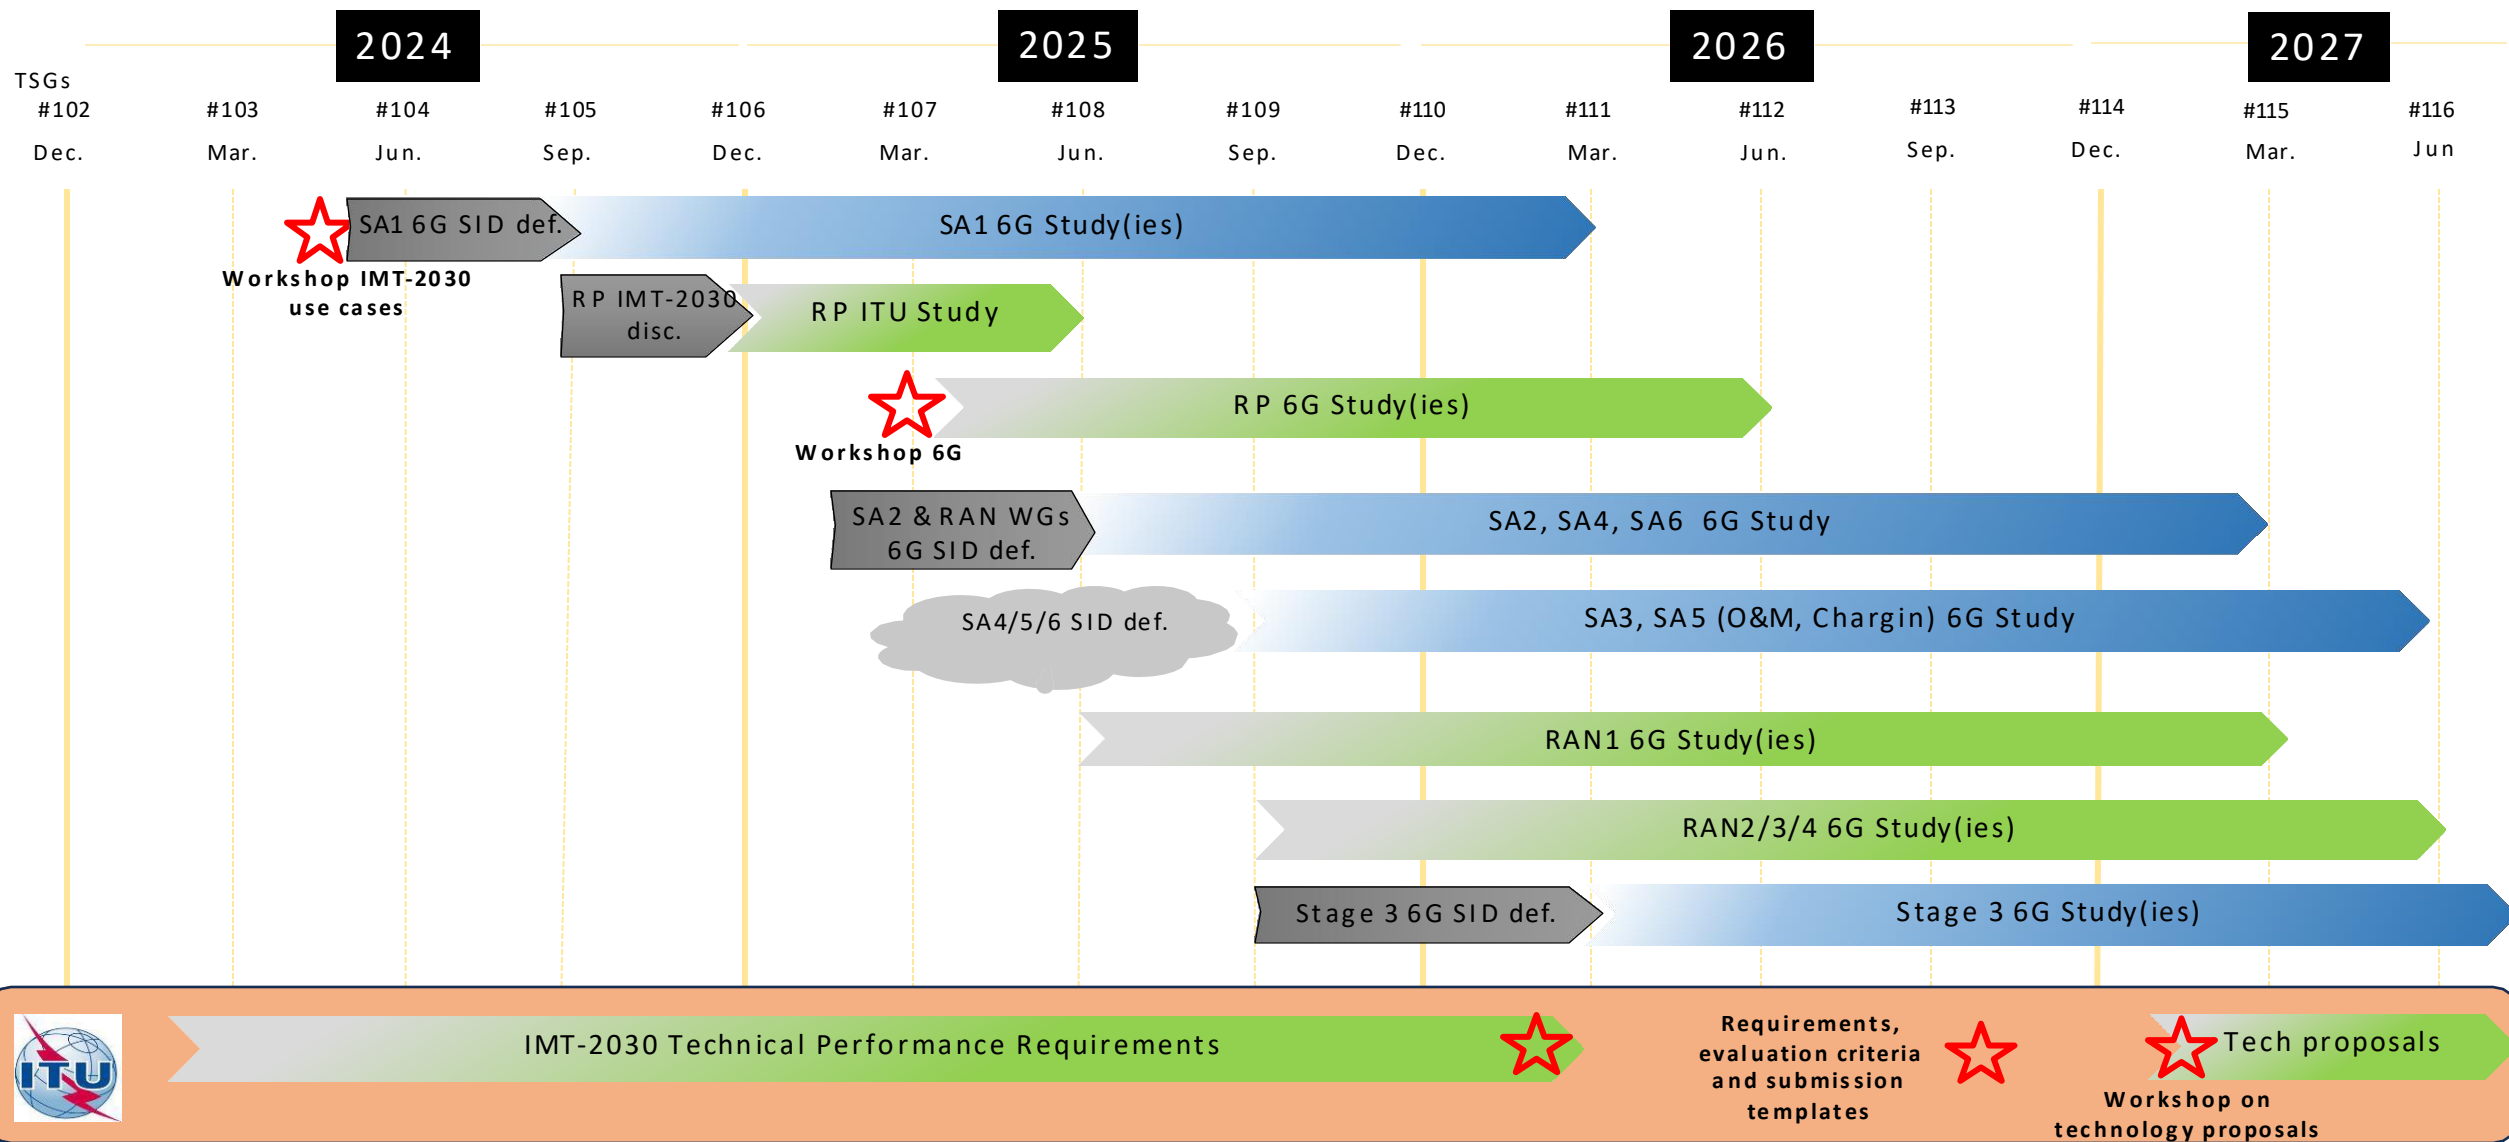 2024
2025
2026
2027
TSGs
#102 #103 #104 #105 #106 #107 #108 #109 #110 #111 #112 #113 #114 #115 #116
Dec. Mar. Jun. Sep. Dec. Mar. Jun. Sep. Dec. Mar. Jun. Sep. Dec. Mar. Jun
SA1 6G SID def.
SA1 6G Study(ies)
Workshop IMT-2030
use cases
RP IMT-2030
disc.
RP ITU Study
RP 6G Study(ies)
Workshop 6G
SA2 & RAN WGs
6G SID def.
SA2, SA4, SA6 6G Study
SA4/5/6 SID def.
SA3, SA5 (O&M, Chargin) 6G Study
RAN1 6G Study(ies)
RAN2/3/4 6G Study(ies)
Stage 3 6G SID def.
Stage 3 6G Study(ies)
ITU
IMT-2030 Technical Performance Requirements
Requirements,
evaluation criteria
and submission
templates
Tech proposals
Workshop on
technology proposals